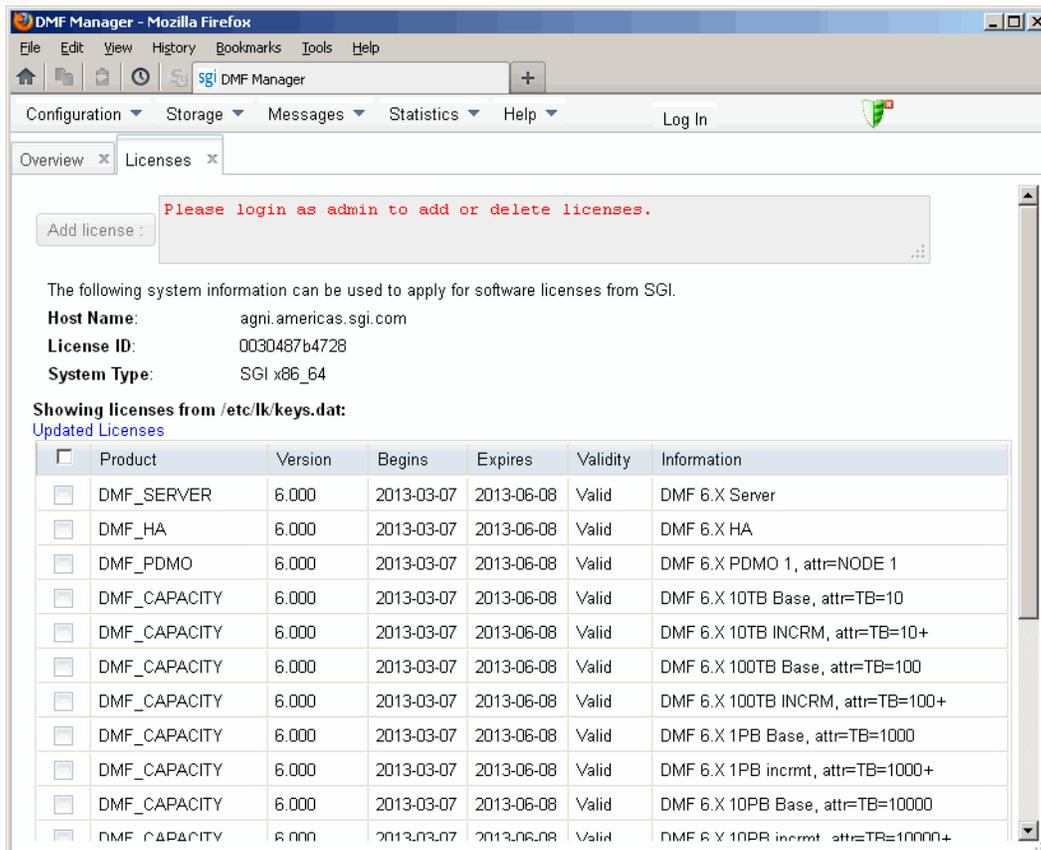 DMF Manager - Mozilla Firefox
File Edit View History Bookmarks Tools Help
sgi DMF Manager +
Configuration Storage Messages Statistics Help Log In
Overview x Licenses x
Add license :
Please login as admin to add or delete licenses.
The following system information can be used to apply for software licenses from SGI.
Host Name: agni.americas.sgi.com
License ID: 0030487b4728
System Type: SGI x86_64
Showing licenses from /etc/lk/keys.dat:
Updated Licenses
Product Version Begins Expires Validity Information
DMF_SERVER 6.000 2013-03-07 2013-06-08 Valid DMF 6.X Server
DMF_HA 6.000 2013-03-07 2013-06-08 Valid DMF 6.X HA
DMF_PDMO 6.000 2013-03-07 2013-06-08 Valid DMF 6.X PDMO 1, attr=NODE 1
DMF_CAPACITY 6.000 2013-03-07 2013-06-08 Valid DMF 6.X 10TB Base, attr=TB=10
DMF_CAPACITY 6.000 2013-03-07 2013-06-08 Valid DMF 6.X 10TB INCRM, attr=TB=10+
DMF_CAPACITY 6.000 2013-03-07 2013-06-08 Valid DMF 6.X 100TB Base, attr=TB=100
DMF_CAPACITY 6.000 2013-03-07 2013-06-08 Valid DMF 6.X 100TB INCRM, attr=TB=100+
DMF_CAPACITY 6.000 2013-03-07 2013-06-08 Valid DMF 6.X 1PB Base, attr=TB=1000
DMF_CAPACITY 6.000 2013-03-07 2013-06-08 Valid DMF 6.X 1PB incrmt, attr=TB=1000+
DMF_CAPACITY 6.000 2013-03-07 2013-06-08 Valid DMF 6.X 10PB Base, attr=TB=10000
DMF_CAPACITY 6.000 2013-03-07 2013-06-08 Valid DMF 6.X 10PB incrmt, attr=TB=10000+